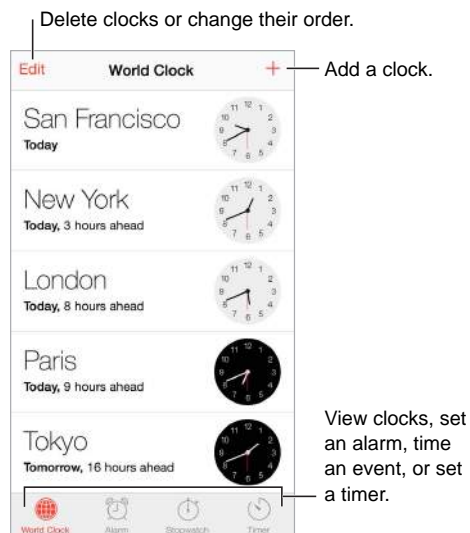 Delete clocks or change their order.
Edit World Clock +
Add a clock.
San Francisco
Today
New York
Today, 3 hours ahead
London
Today, 8 hours ahead
Paris
Today, 9 hours ahead
Tokyo
Tomorrow, 16 hours ahead
View clocks, set
an alarm, time
an event, or set
a timer.
World Clock Alarm Stopwatch Timer